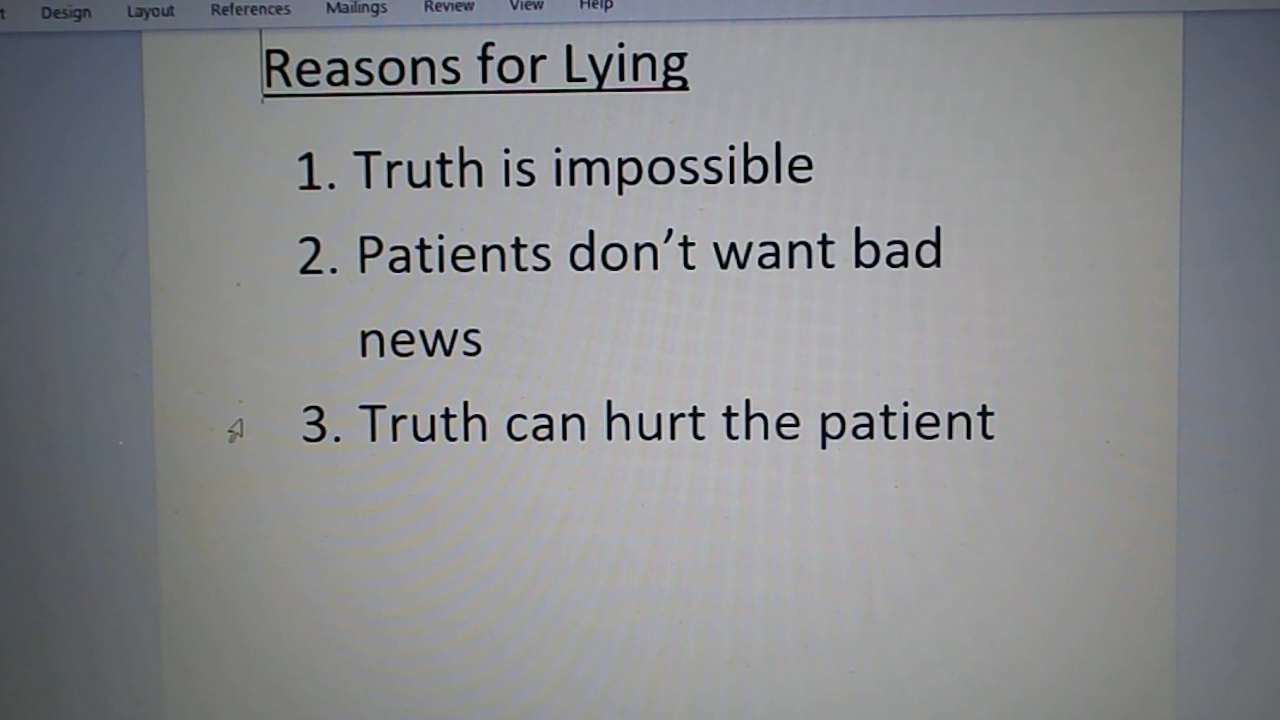 Design Layout References Mailings Review View Help
Reasons for Lying
1. Truth is impossible
2. Patients don’t want bad
news
3. Truth can hurt the patient